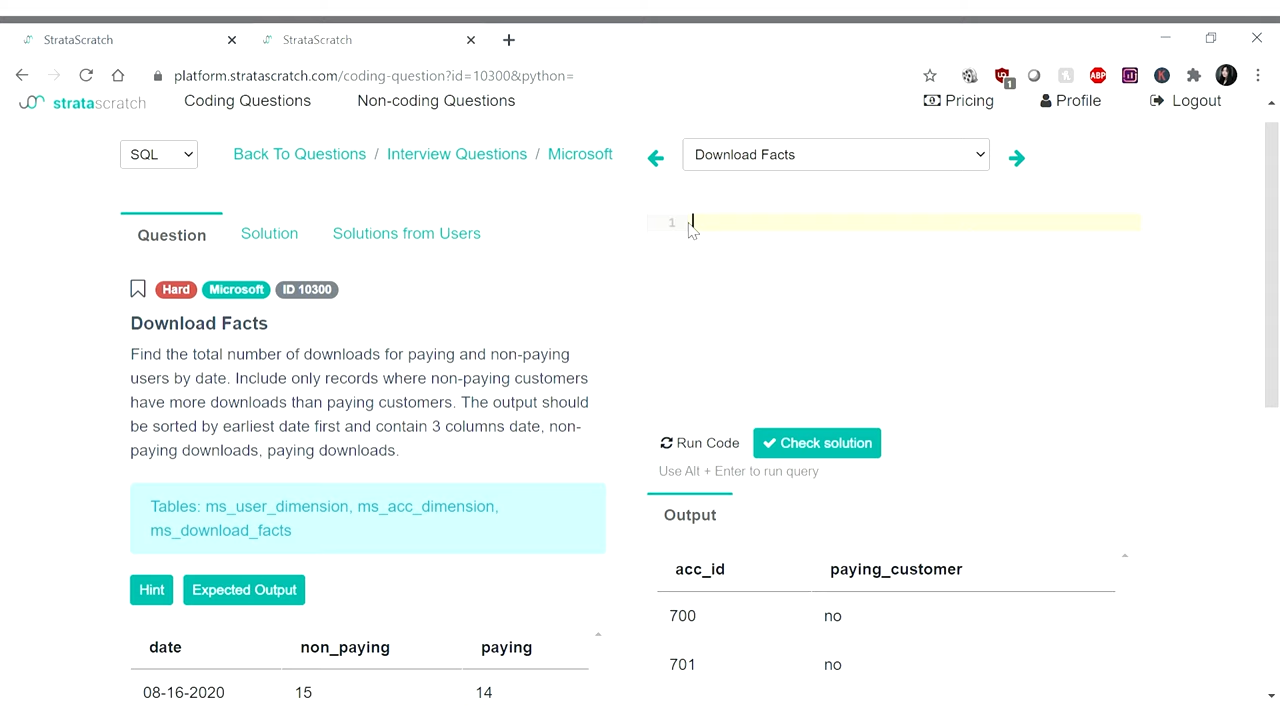 StrataScratch
StrataScratch
platform.stratascratch.com/coding-question?id=10300&python=
1
ABP
K
stratascratch
Coding Questions
Non-coding Questions
Pricing
Profile
Logout
SQL
Back To Questions / Interview Questions / Microsoft
Download Facts
Question
Solution
Solutions from Users
Hard
Microsoft
ID 10300
Download Facts
Find the total number of downloads for paying and non-paying
users by date. Include only records where non-paying customers
have more downloads than paying customers. The output should
be sorted by earliest date first and contain 3 columns date, non-
paying downloads, paying downloads.
Tables: ms_user_dimension, ms_acc_dimension,
ms_download_facts
Hint
Expected Output
date non_paying paying
08-16-2020 15 14
1
Run Code
Check solution
Use Alt + Enter to run query
Output
acc_id paying_customer
700 no
701 no